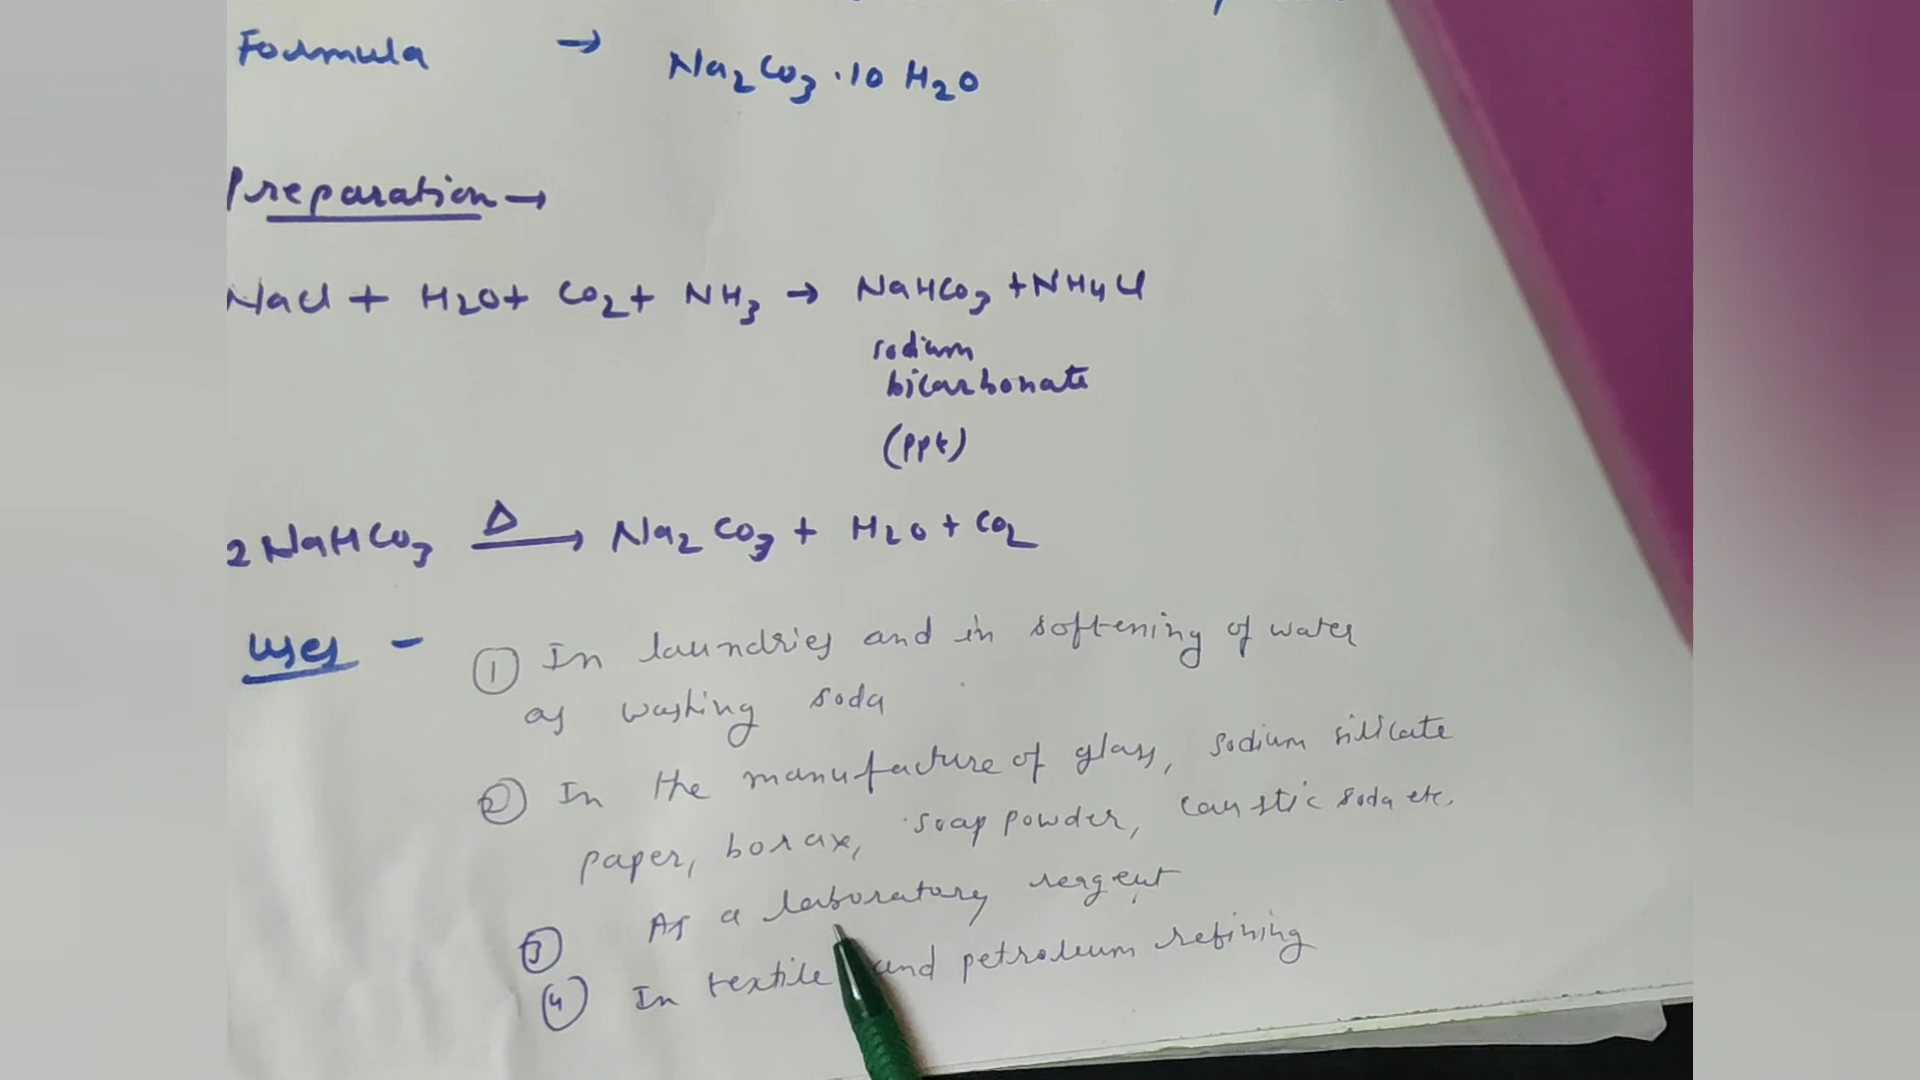 Formula → Na2CO3·10 H2O
Preparation →
NaCl + H2O + CO2 + NH3 → NaHCO3 + NH4Cl
sodium
bicarbonate
(ppt)
2NaHCO3 Δ→ Na2CO3 + H2O + CO2
Uses - ① In laundries and in softening of water
as washing soda
② In the manufacture of glass, sodium silicate
paper, borax, soap powder, caustic soda etc.
③ As a laboratory reagent
④ In textile and petroleum refining